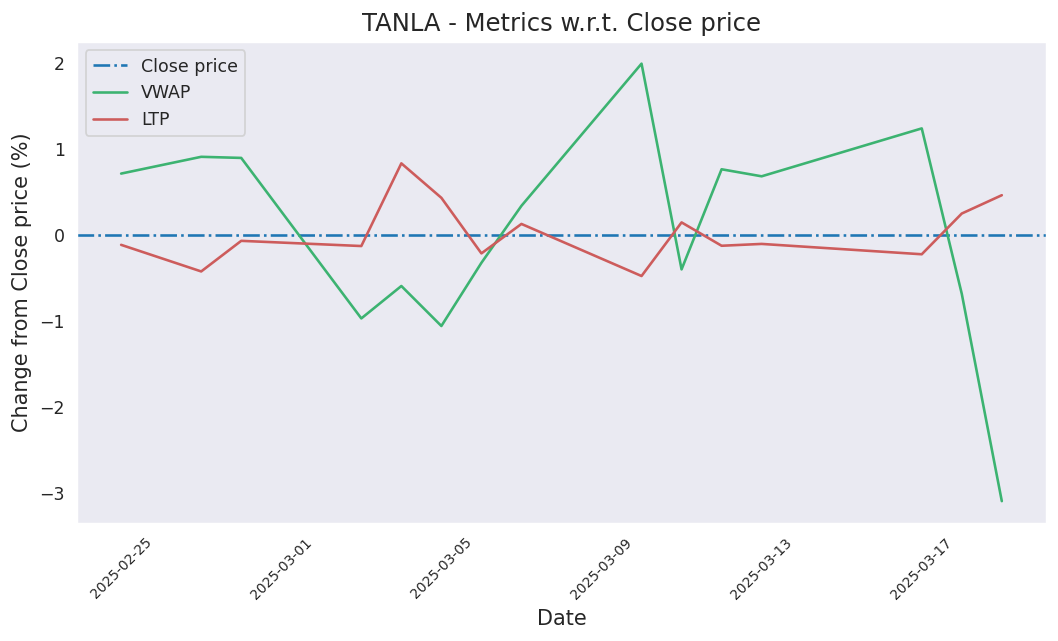 TANLA - Metrics w.r.t. Close price
Close price
VWAP
LTP
Change from Close price (%)
2
1
0
−1
−2
−3
2025-02-25
2025-03-01
2025-03-05
2025-03-09
2025-03-13
2025-03-17
Date